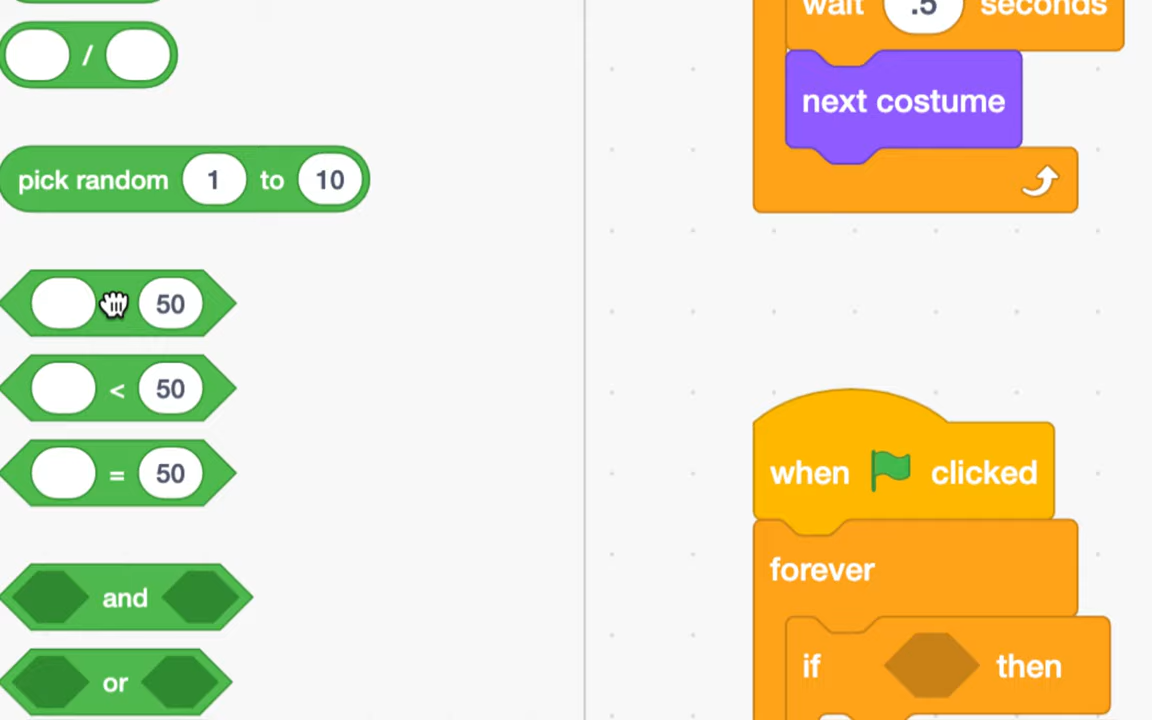 /
pick random 1 to 10
50
< 50
= 50
and
or
wait .5 seconds
next costume
when clicked
forever
if then